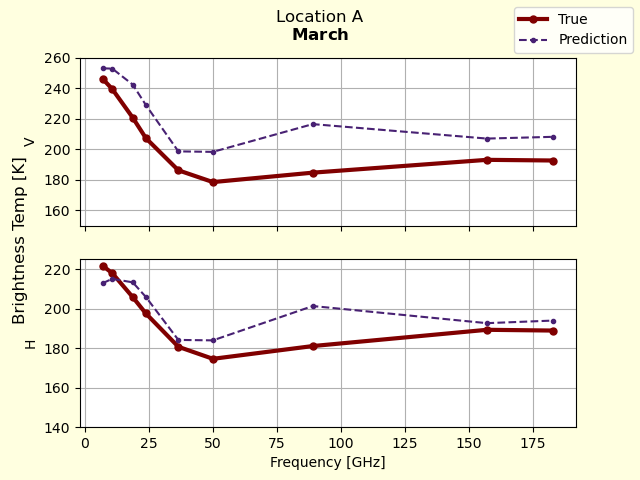 Location A
March
True
Prediction
260
240
220
200
180
160
V
Brightness Temp [K]
220
200
180
160
140
H
0 25 50 75 100 125 150 175
Frequency [GHz]